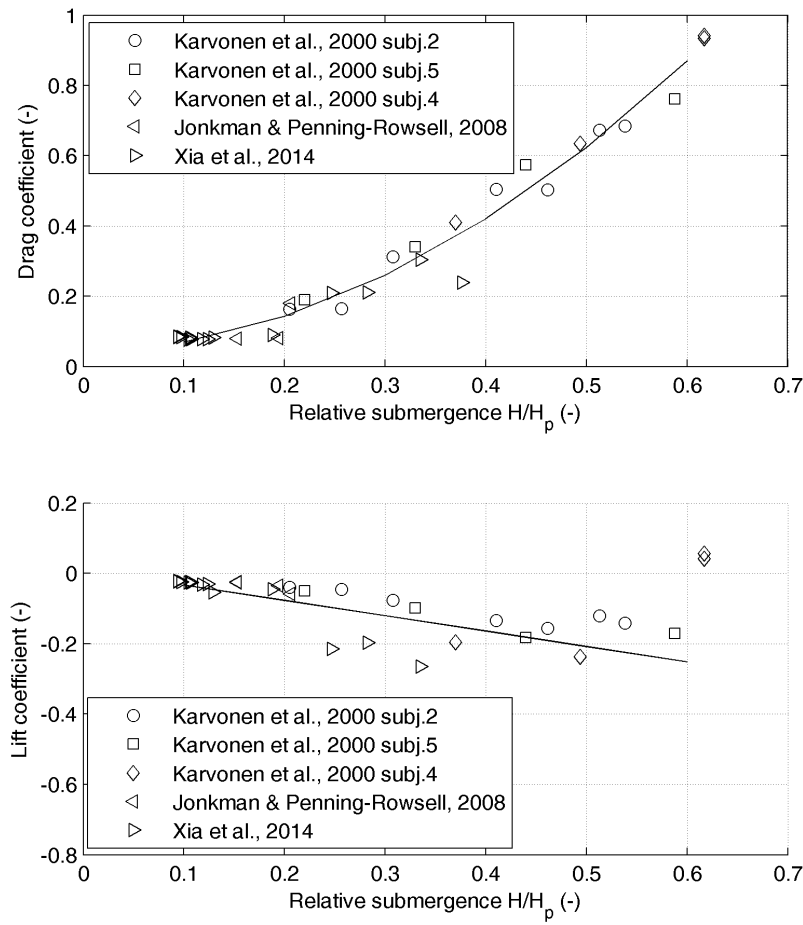 1
0.8
0.6
0.4
0.2
0
Drag coefficient (-)
Karvonen et al., 2000 subj.2
Karvonen et al., 2000 subj.5
Karvonen et al., 2000 subj.4
Jonkman & Penning-Rowsell, 2008
Xia et al., 2014
0 0.1 0.2 0.3 0.4 0.5 0.6 0.7
Relative submergence H/Hp (-)
0.2
0
-0.2
-0.4
-0.6
-0.8
Lift coefficient (-)
Karvonen et al., 2000 subj.2
Karvonen et al., 2000 subj.5
Karvonen et al., 2000 subj.4
Jonkman & Penning-Rowsell, 2008
Xia et al., 2014
0 0.1 0.2 0.3 0.4 0.5 0.6 0.7
Relative submergence H/Hp (-)